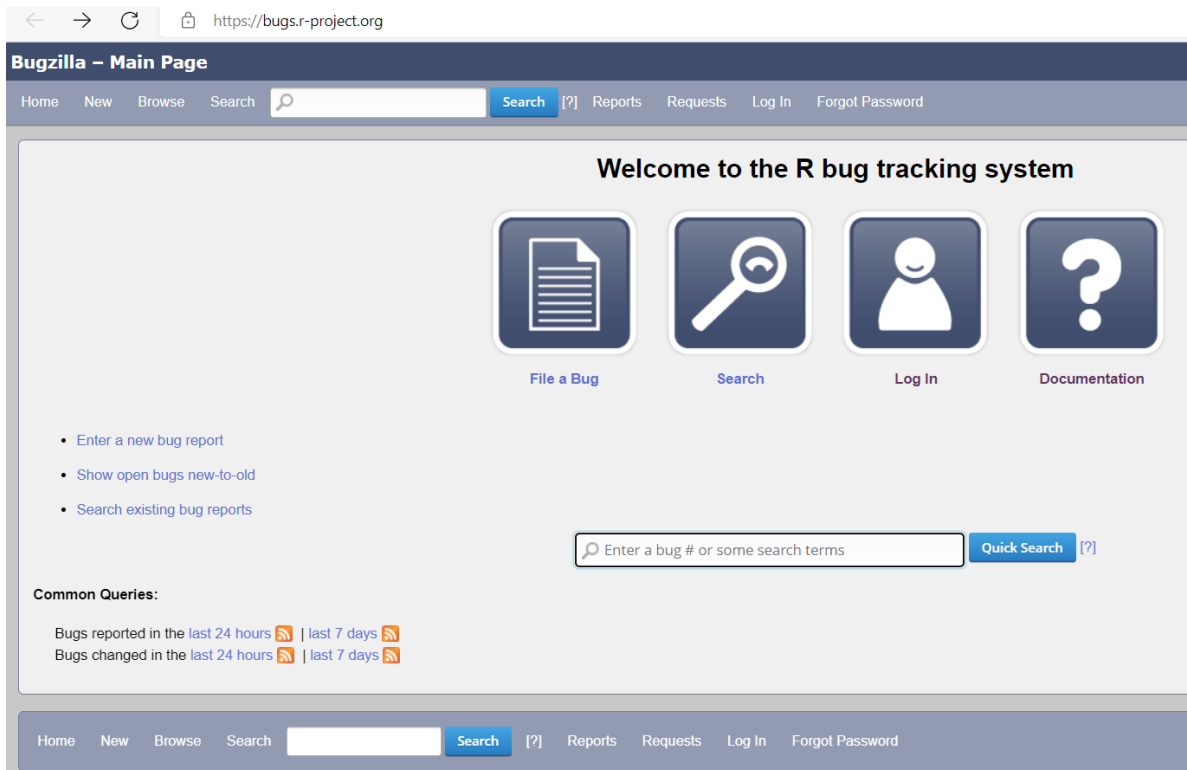 https://bugs.r-project.org
Bugzilla – Main Page
Home New Browse Search Search [?] Reports Requests Log In Forgot Password
Welcome to the R bug tracking system
File a Bug Search Log In Documentation
• Enter a new bug report
• Show open bugs new-to-old
• Search existing bug reports
Enter a bug # or some search terms Quick Search [?]
Common Queries:
Bugs reported in the last 24 hours | last 7 days
Bugs changed in the last 24 hours | last 7 days
Home New Browse Search Search [?] Reports Requests Log In Forgot Password